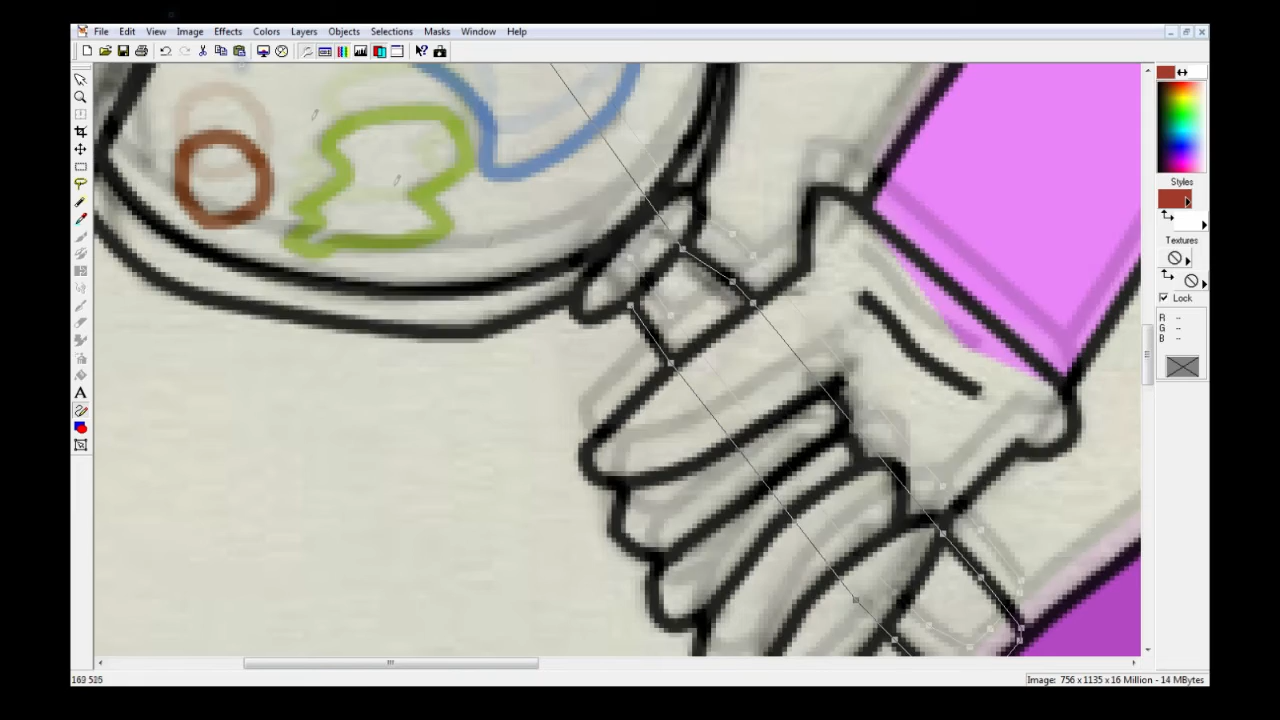 File Edit View Image Effects Colors Layers Objects Selections Masks Window Help
Styles
Textures
Lock
R --
G --
B --
A
169 585
Image: 756 x 1135 x 16 Million - 14 MBytes